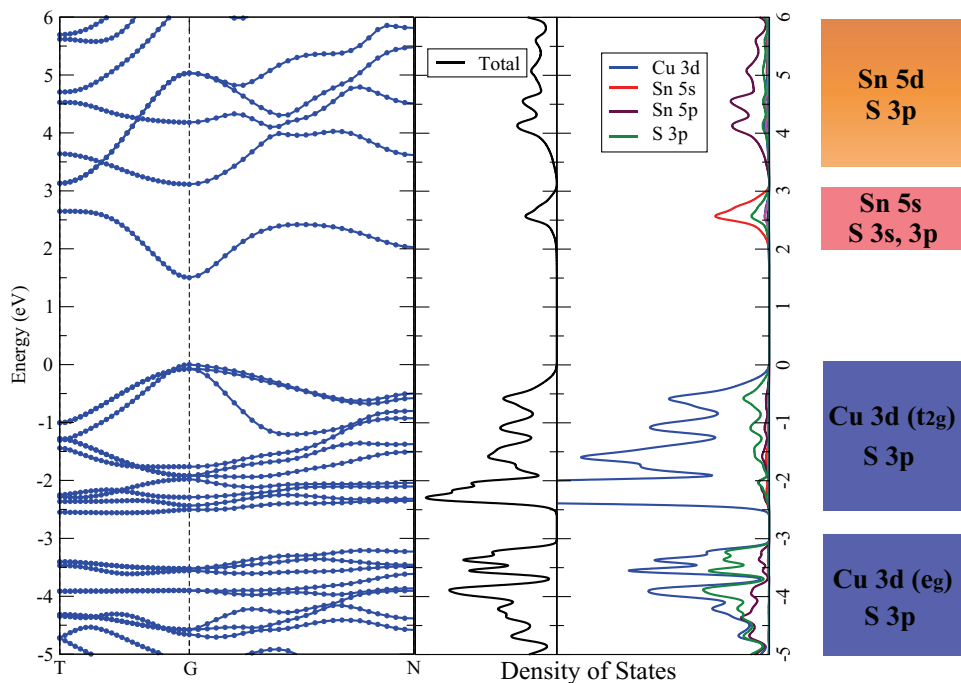 Energy (eV)
6
5
4
3
2
1
0
-1
-2
-3
-4
-5
T
G
N
Total
Density of States
Cu 3d
Sn 5s
Sn 5p
S 3p
6
5
4
3
2
1
0
-1
-2
-3
-4
-5
Sn 5d
S 3p
Sn 5s
S 3s, 3p
Cu 3d (t2g)
S 3p
Cu 3d (eg)
S 3p